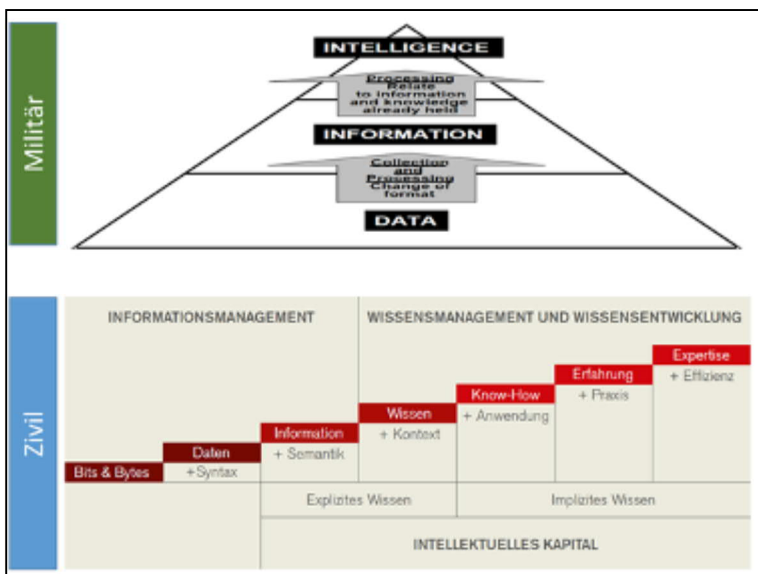 Militär
INTELLIGENCE
Processing
Relate
to information
and knowledge
already held
INFORMATION
Collection
and
Processing
Change of
format
DATA
Zivil
INFORMATIONSMANAGEMENT
WISSENSMANAGEMENT UND WISSENSENTWICKLUNG
Expertise
+ Effizienz
Erfahrung
+ Praxis
Know-How
+ Anwendung
Wissen
+ Kontext
Information
+ Semantik
Daten
+Syntax
Bits & Bytes
Explizites Wissen
Implizites Wissen
INTELLEKTUELLES KAPITAL